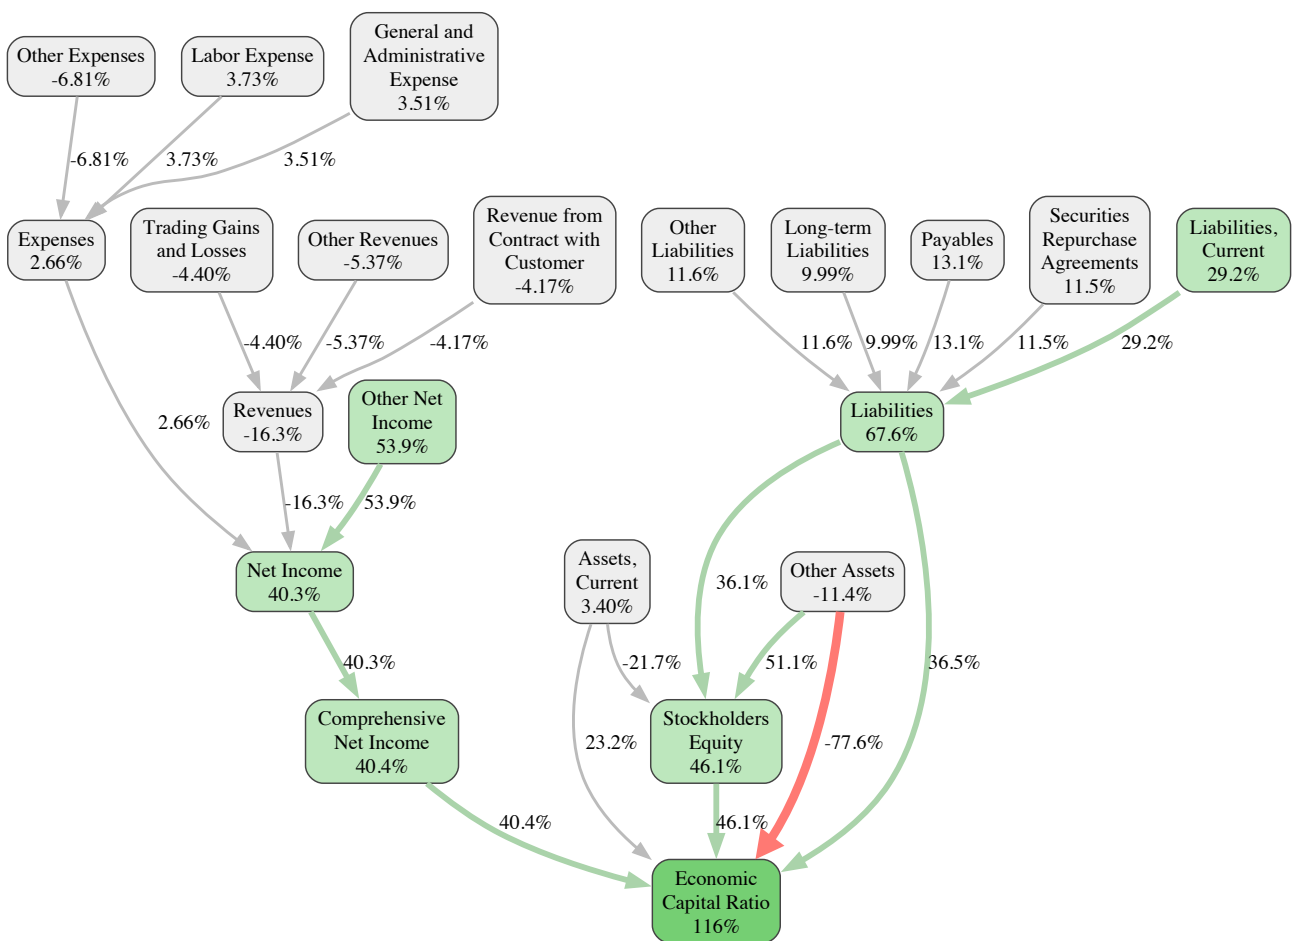 Other Expenses
-6.81%
Labor Expense
3.73%
General and
Administrative
Expense
3.51%
-6.81%
3.73%
3.51%
Expenses
2.66%
Trading Gains
and Losses
-4.40%
Other Revenues
-5.37%
Revenue from
Contract with
Customer
-4.17%
Other
Liabilities
11.6%
Long-term
Liabilities
9.99%
Payables
13.1%
Securities
Repurchase
Agreements
11.5%
Liabilities,
Current
29.2%
-4.40%
-5.37%
-4.17%
11.6%
9.99%
13.1%
11.5%
29.2%
2.66%
Revenues
-16.3%
Other Net
Income
53.9%
Liabilities
67.6%
-16.3%
53.9%
Net Income
40.3%
Assets,
Current
3.40%
36.1%
Other Assets
-11.4%
40.3%
-21.7%
51.1%
36.5%
Comprehensive
Net Income
40.4%
23.2%
Stockholders
Equity
46.1%
-77.6%
40.4%
46.1%
Economic
Capital Ratio
116%